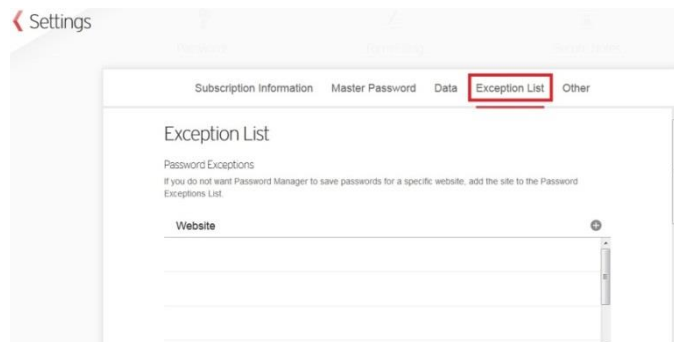 Settings
Subscription Information Master Password Data Exception List Other
Exception List
Password Exceptions
If you do not want Password Manager to save passwords for a specific website, add the site to the Password
Exceptions List.
Website